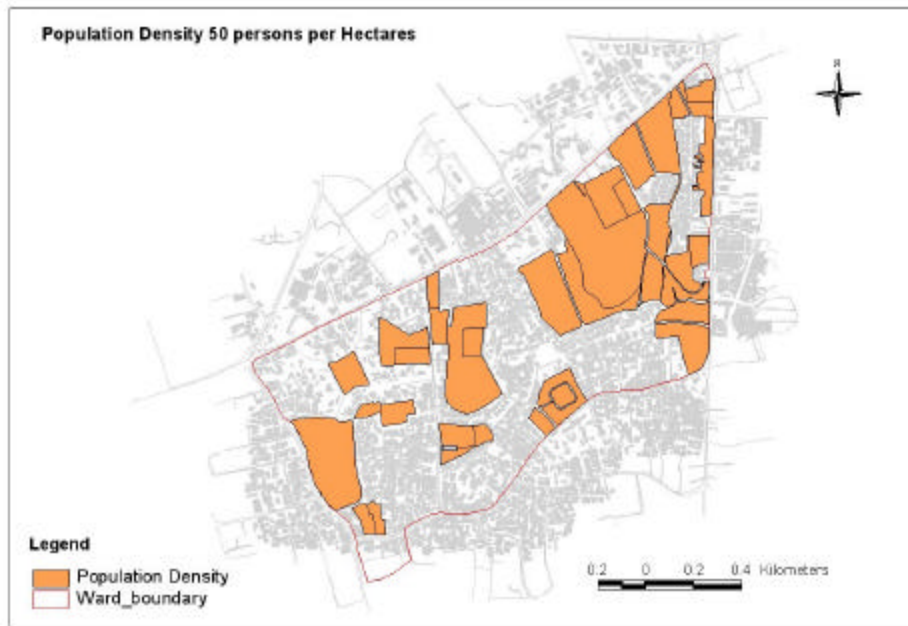 Population Density 50 persons per Hectares
N
Legend
Population Density
Ward_boundary
0.2 0 0.2 0.4 Kilometers